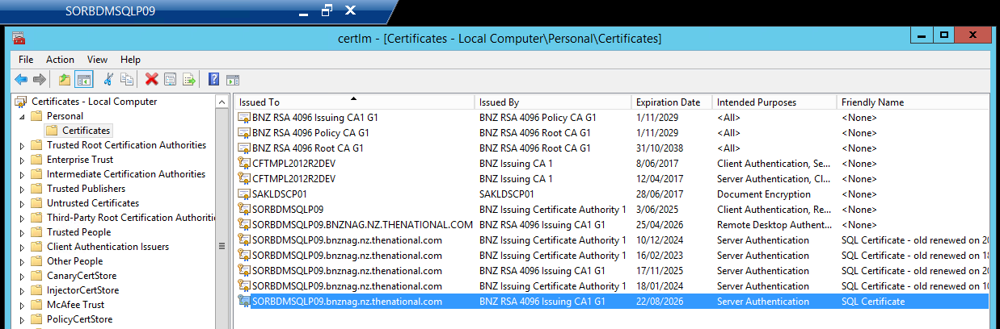 SORBDMSQLP09
certlm - [Certificates - Local Computer\Personal\Certificates]
File Action View Help
Certificates - Local Computer
Personal
Certificates
Trusted Root Certification Authorities
Enterprise Trust
Intermediate Certification Authorities
Trusted Publishers
Untrusted Certificates
Third-Party Root Certification Authoriti
Trusted People
Client Authentication Issuers
Other People
CanaryCertStore
InjectorCertStore
McAfee Trust
PolicyCertStore
Issued To Issued By Expiration Date Intended Purposes Friendly Name
BNZ RSA 4096 Issuing CA1 G1 BNZ RSA 4096 Policy CA G1 1/11/2029 <All> <None>
BNZ RSA 4096 Policy CA G1 BNZ RSA 4096 Root CA G1 1/11/2029 <All> <None>
BNZ RSA 4096 Root CA G1 BNZ RSA 4096 Root CA G1 31/10/2038 <All> <None>
CFTMPL2012R2DEV BNZ Issuing CA 1 8/06/2017 Client Authentication, Se... <None>
CFTMPL2012R2DEV BNZ Issuing CA 1 12/04/2017 Server Authentication, Cl... <None>
SAKLDSCP01 SAKLDSCP01 28/06/2017 Document Encryption <None>
SORBDMSQLP09 BNZ Issuing Certificate Authority 1 3/06/2025 Client Authentication, Re... <None>
SORBDMSQLP09.BNZNAG.NZ.THENATIONAL.COM BNZ RSA 4096 Issuing CA1 G1 25/04/2026 Remote Desktop Authent... <None>
SORBDMSQLP09.bnznag.nz.thenational.com BNZ Issuing Certificate Authority 1 10/12/2024 Server Authentication SQL Certificate - old renewed on 20
SORBDMSQLP09.bnznag.nz.thenational.com BNZ Issuing Certificate Authority 1 16/02/2023 Server Authentication SQL Certificate - old renewed on 18
SORBDMSQLP09.bnznag.nz.thenational.com BNZ RSA 4096 Issuing CA1 G1 17/11/2025 Server Authentication SQL Certificate - old renewed on 20
SORBDMSQLP09.bnznag.nz.thenational.com BNZ Issuing Certificate Authority 1 18/01/2024 Server Authentication SQL Certificate - old renewed on 10
SORBDMSQLP09.bnznag.nz.thenational.com BNZ RSA 4096 Issuing CA1 G1 22/08/2026 Server Authentication SQL Certificate